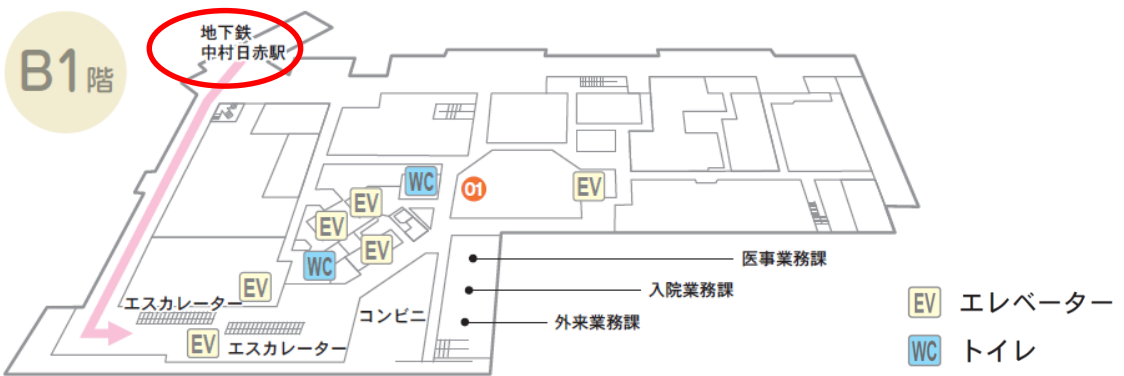 B1階
地下鉄
中村日赤駅
WC
01
EV
EV
EV
EV
WC
EV
エスカレーター
EV
エスカレーター
コンビニ
医事業務課
入院業務課
外来業務課
EV エレベーター
WC トイレ